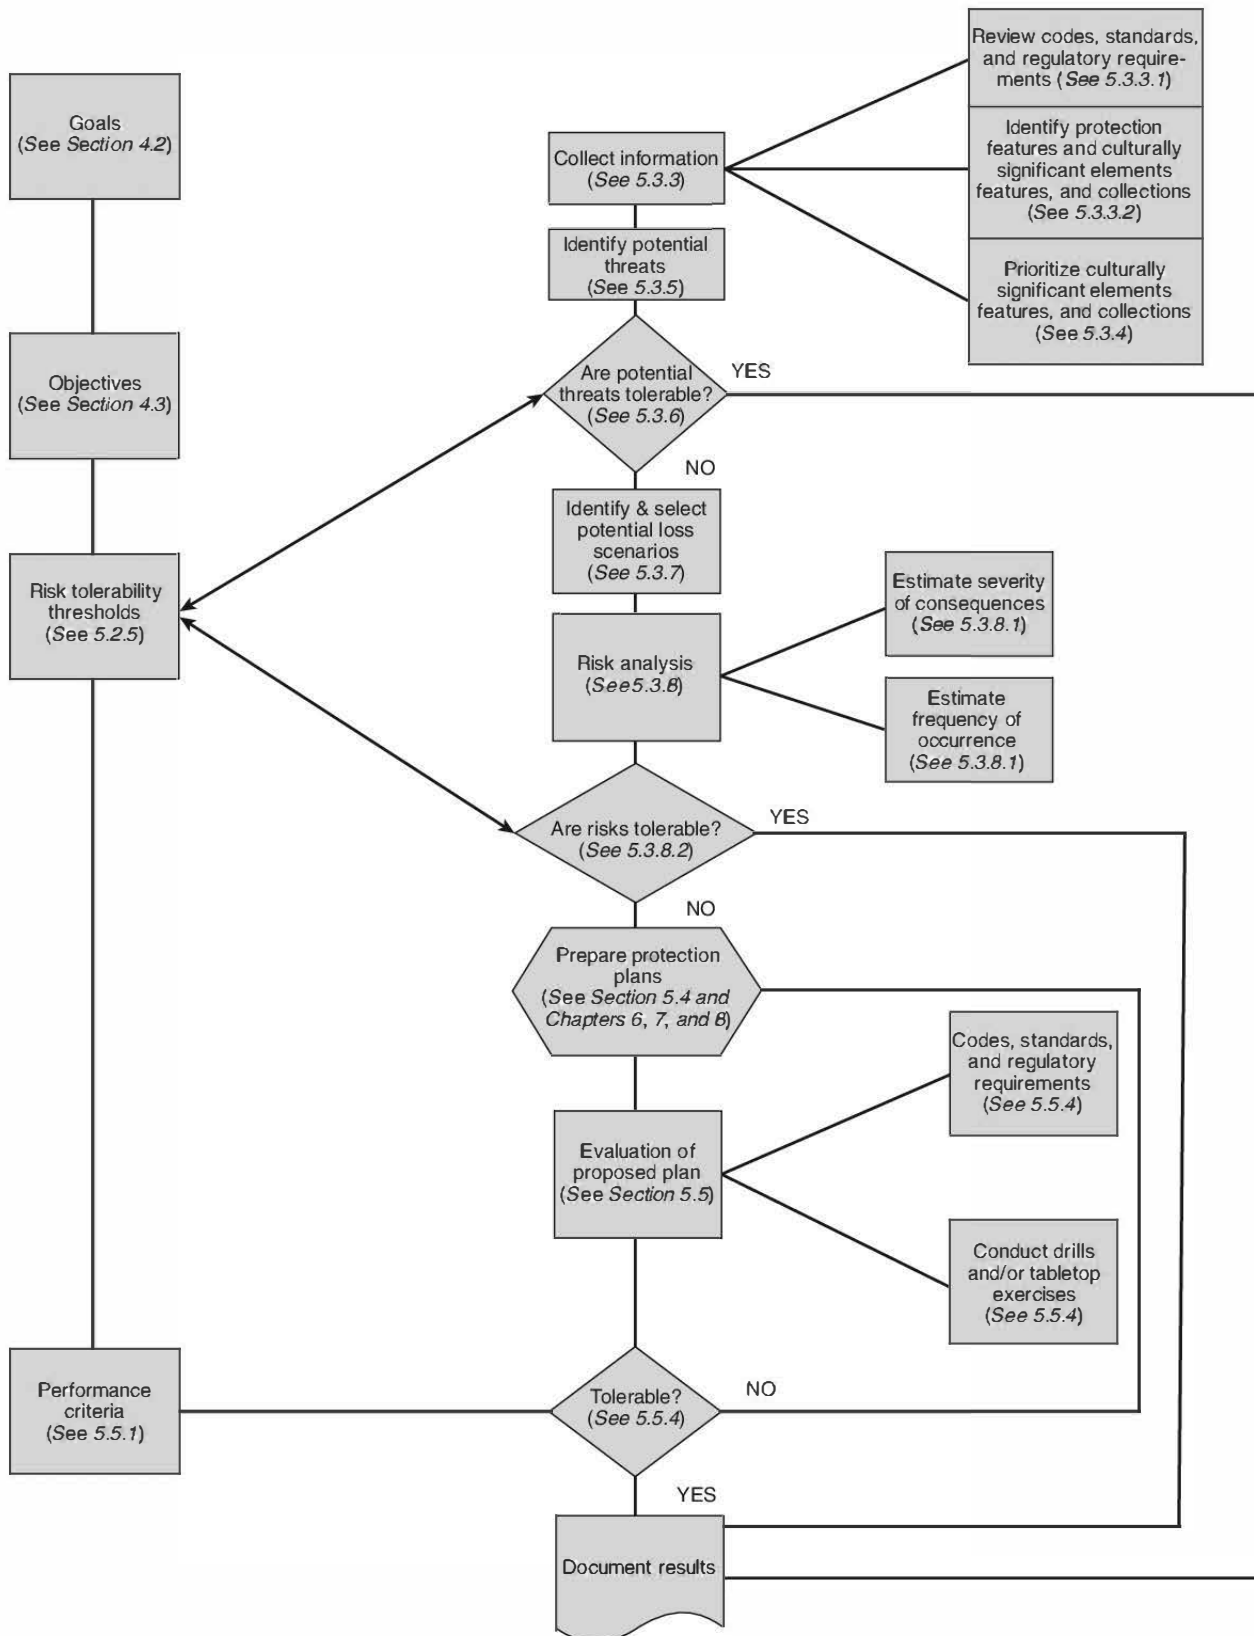 Goals
(See Section 4.2)
Objectives
(See Section 4.3)
Risk tolerability
thresholds
(See 5.2.5)
Performance
criteria
(See 5.5.1)
Collect information
(See 5.3.3)
Review codes, standards,
and regulatory require-
ments (See 5.3.3.1)
Identify protection
features and culturally
significant elements
features, and collections
(See 5.3.3.2)
Prioritize culturally
significant elements
features, and collections
(See 5.3.4)
Identify potential
threats
(See 5.3.5)
Are potential
threats tolerable?
(See 5.3.6)
YES
NO
Identify & select
potential loss
scenarios
(See 5.3.7)
Risk analysis
(See 5.3.8)
Estimate severity
of consequences
(See 5.3.8.1)
Estimate
frequency of
occurrence
(See 5.3.8.1)
Are risks tolerable?
(See 5.3.8.2)
YES
NO
Prepare protection
plans
(See Section 5.4 and
Chapters 6, 7, and 8)
Evaluation of
proposed plan
(See Section 5.5)
Codes, standards,
and regulatory
requirements
(See 5.5.4)
Conduct drills
and/or tabletop
exercises
(See 5.5.4)
Tolerable?
(See 5.5.4)
NO
YES
Document results